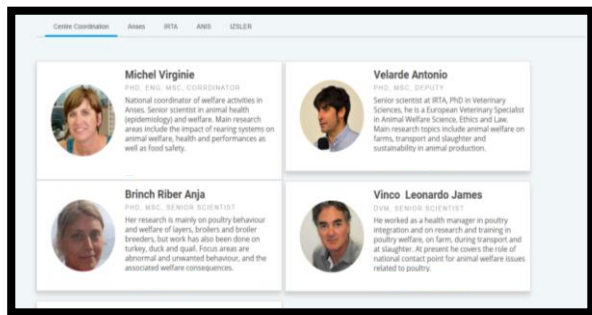 Centre Coordination Anses IRTA ANIS IZSLER
Michel Virginie
PHD, ENG, MSC, COORDINATOR
National coordinator of welfare activities in
Anses. Senior scientist in animal health
(epidemiology) and welfare. Main research
areas include the impact of rearing systems on
animal welfare, health and performances as
well as food safety.
...
Velarde Antonio
PHD, MSC, DEPUTY
Senior scientist at IRTA, PhD in Veterinary
Sciences, he is a European Veterinary Specialist
in Animal Welfare Science, Ethics and Law.
Main research topics include animal welfare on
farms, transport and slaughter and
sustainability in animal production.
Brinch Riber Anja
PHD, MSC, SENIOR SCIENTIST
Her research is mainly on poultry behaviour
and welfare of layers, broilers and broiler
breeders, but work has also been done on
turkey, duck and quail. Focus areas are
abnormal and unwanted behaviour, and the
associated welfare consequences.
Vinco Leonardo James
DVM, SENIOR SCIENTIST
He worked as a health manager in poultry
integration and on research and training in
poultry welfare, on farm, during transport and
at slaughter. At present he covers the role of
national contact point for animal welfare issues
related to poultry.